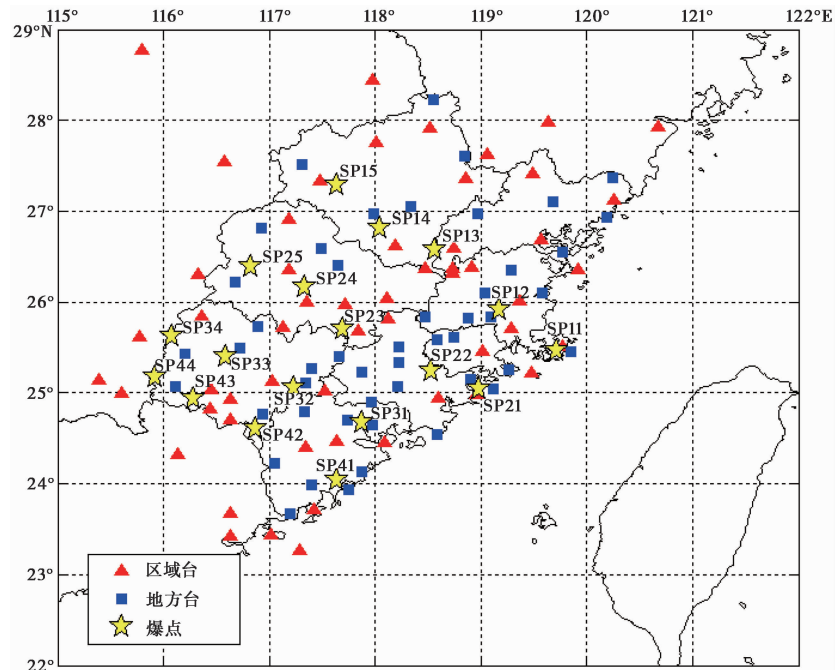 115° 116° 117° 118° 119° 120° 121° 122°E
29°N
28°
SP15
27°
SP14
SP13
SP25
SP24
26°
SP12
SP34
SP23
SP11
SP33
SP22
SP44
SP43
25°
SP32
SP21
SP42
SP31
SP41
24°
区域台
23°
地方台
爆点
22°